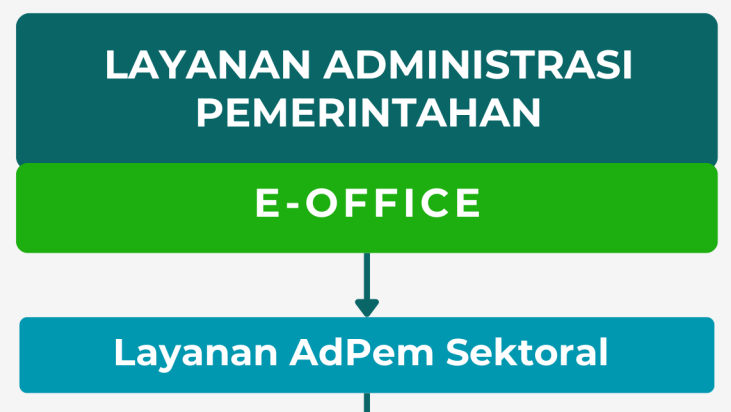 LAYANAN ADMINISTRASI
PEMERINTAHAN
E-OFFICE
Layanan AdPem Sektoral